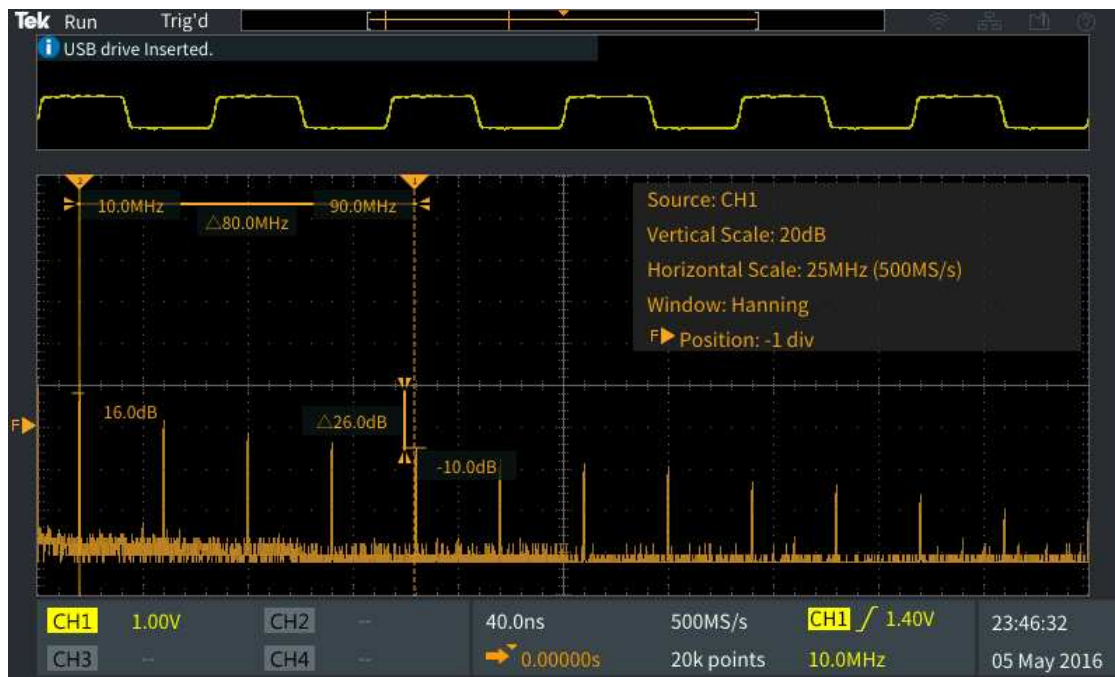 Tek Run Trig'd
i USB drive Inserted.
2 1
10.0MHz 90.0MHz
△80.0MHz
Source: CH1
Vertical Scale: 20dB
Horizontal Scale: 25MHz (500MS/s)
Window: Hanning
F Position: -1 div
16.0dB
△26.0dB
F
-10.0dB
CH1 1.00V CH2 -- 40.0ns 500MS/s CH1 1.40V 23:46:32
CH3 -- CH4 -- 0.00000s 20k points 10.0MHz 05 May 2016